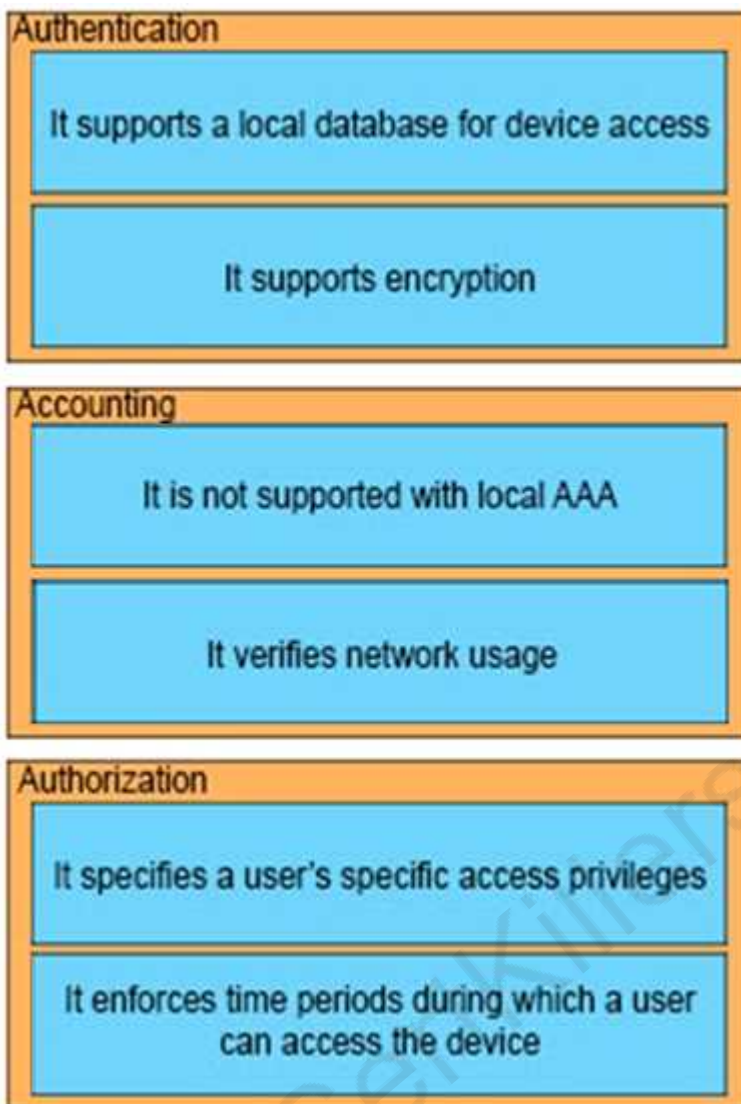 Authentication
It supports a local database for device access
It supports encryption
Accounting
It is not supported with local AAA
It verifies network usage
Authorization
It specifies a user's specific access privileges
It enforces time periods during which a user
can access the device